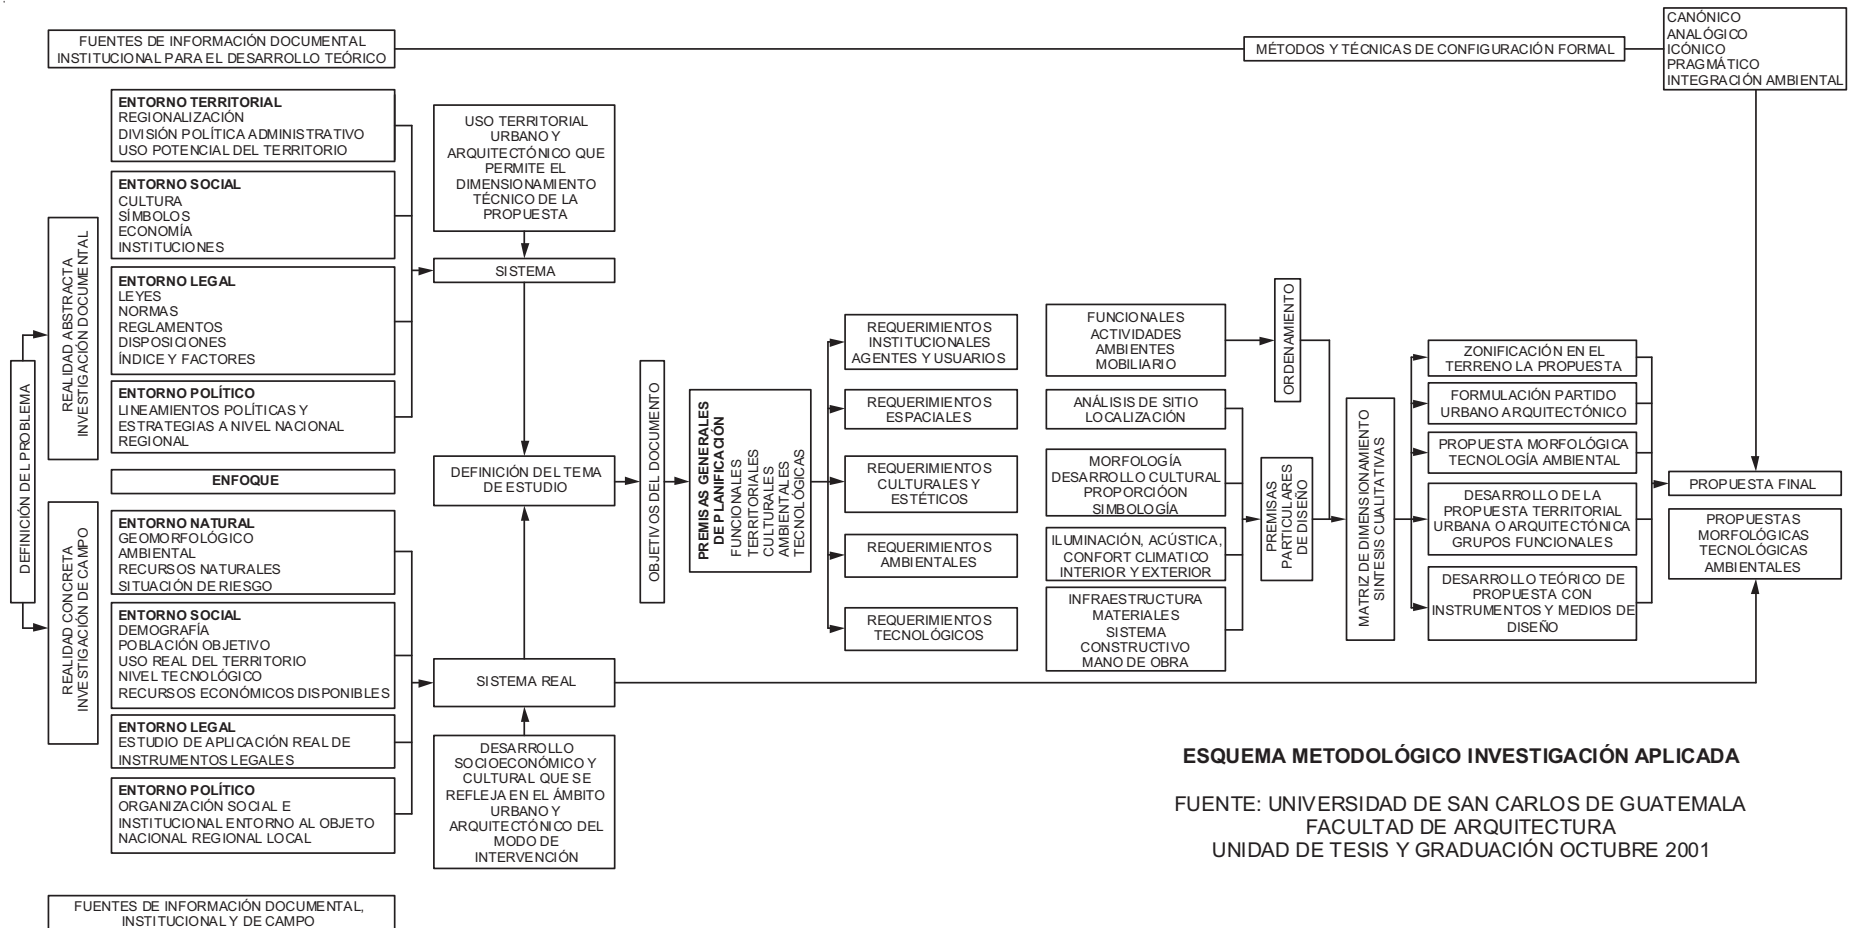 FUENTES DE INFORMACIÓN DOCUMENTAL
INSTITUCIONAL PARA EL DESARROLLO TEÓRICO
MÉTODOS Y TÉCNICAS DE CONFIGURACIÓN FORMAL
CANÓNICO
ANALÓGICO
ICÓNICO
PRAGMÁTICO
INTEGRACIÓN AMBIENTAL
DEFINICIÓN DEL PROBLEMA
REALIDAD ABSTRACTA
INVESTIGACIÓN DOCUMENTAL
ENTORNO TERRITORIAL
REGIONALIZACIÓN
DIVISIÓN POLÍTICA ADMINISTRATIVO
USO POTENCIAL DEL TERRITORIO
ENTORNO SOCIAL
CULTURA
SÍMBOLOS
ECONOMÍA
INSTITUCIONES
ENTORNO LEGAL
LEYES
NORMAS
REGLAMENTOS
DISPOSICIONES
ÍNDICE Y FACTORES
ENTORNO POLÍTICO
LINEAMIENTOS POLÍTICAS Y
ESTRATEGIAS A NIVEL NACIONAL
REGIONAL
ENFOQUE
REALIDAD CONCRETA
INVESTIGACIÓN DE CAMPO
ENTORNO NATURAL
GEOMORFOLÓGICO
AMBIENTAL
RECURSOS NATURALES
SITUACIÓN DE RIESGO
ENTORNO SOCIAL
DEMOGRAFÍA
POBLACIÓN OBJETIVO
USO REAL DEL TERRITORIO
NIVEL TECNOLÓGICO
RECURSOS ECONÓMICOS DISPONIBLES
ENTORNO LEGAL
ESTUDIO DE APLICACIÓN REAL DE
INSTRUMENTOS LEGALES
ENTORNO POLÍTICO
ORGANIZACIÓN SOCIAL E
INSTITUCIONAL ENTORNO AL OBJETO
NACIONAL REGIONAL LOCAL
FUENTES DE INFORMACIÓN DOCUMENTAL,
INSTITUCIONAL Y DE CAMPO
USO TERRITORIAL
URBANO Y
ARQUITECTÓNICO QUE
PERMITE EL
DIMENSIONAMIENTO
TÉCNICO DE LA
PROPUESTA
SISTEMA
DEFINICIÓN DEL TEMA
DE ESTUDIO
SISTEMA REAL
DESARROLLO
SOCIOECONÓMICO Y
CULTURAL QUE SE
REFLEJA EN EL ÁMBITO
URBANO Y
ARQUITECTÓNICO DEL
MODO DE
INTERVENCIÓN
OBJETIVOS DEL DOCUMENTO
PREMISAS GENERALES
DE PLANIFICACIÓN
FUNCIONALES
TERRITORIALES
CULTURALES
AMBIENTALES
TECNOLÓGICAS
REQUERIMIENTOS
INSTITUCIONALES
AGENTES Y USUARIOS
REQUERIMIENTOS
ESPACIALES
REQUERIMIENTOS
CULTURALES Y
ESTÉTICOS
REQUERIMIENTOS
AMBIENTALES
REQUERIMIENTOS
TECNOLÓGICOS
FUNCIONALES
ACTIVIDADES
AMBIENTES
MOBILIARIO
ANÁLISIS DE SITIO
LOCALIZACIÓN
MORFOLOGÍA
DESARROLLO CULTURAL
PROPORCIÓON
SIMBOLOGÍA
ILUMINACIÓN, ACÚSTICA,
CONFORT CLIMATICO
INTERIOR Y EXTERIOR
INFRAESTRUCTURA
MATERIALES
SISTEMA
CONSTRUCTIVO
MANO DE OBRA
ORDENAMIENTO
PREMISAS
PARTICULARES
DE DISEÑO
MATRIZ DE DIMENSIONAMIENTO
SINTESIS CUALITATIVAS
ZONIFICACIÓN EN EL
TERRENO LA PROPUESTA
FORMULACIÓN PARTIDO
URBANO ARQUITECTÓNICO
PROPUESTA MORFOLÓGICA
TECNOLOGÍA AMBIENTAL
DESARROLLO DE LA
PROPUESTA TERRITORIAL
URBANA O ARQUITECTÓNICA
GRUPOS FUNCIONALES
DESARROLLO TEÓRICO DE
PROPUESTA CON
INSTRUMENTOS Y MEDIOS DE
DISEÑO
PROPUESTA FINAL
PROPUESTAS
MORFOLÓGICAS
TECNOLÓGICAS
AMBIENTALES
ESQUEMA METODOLÓGICO INVESTIGACIÓN APLICADA
FUENTE: UNIVERSIDAD DE SAN CARLOS DE GUATEMALA
FACULTAD DE ARQUITECTURA
UNIDAD DE TESIS Y GRADUACIÓN OCTUBRE 2001